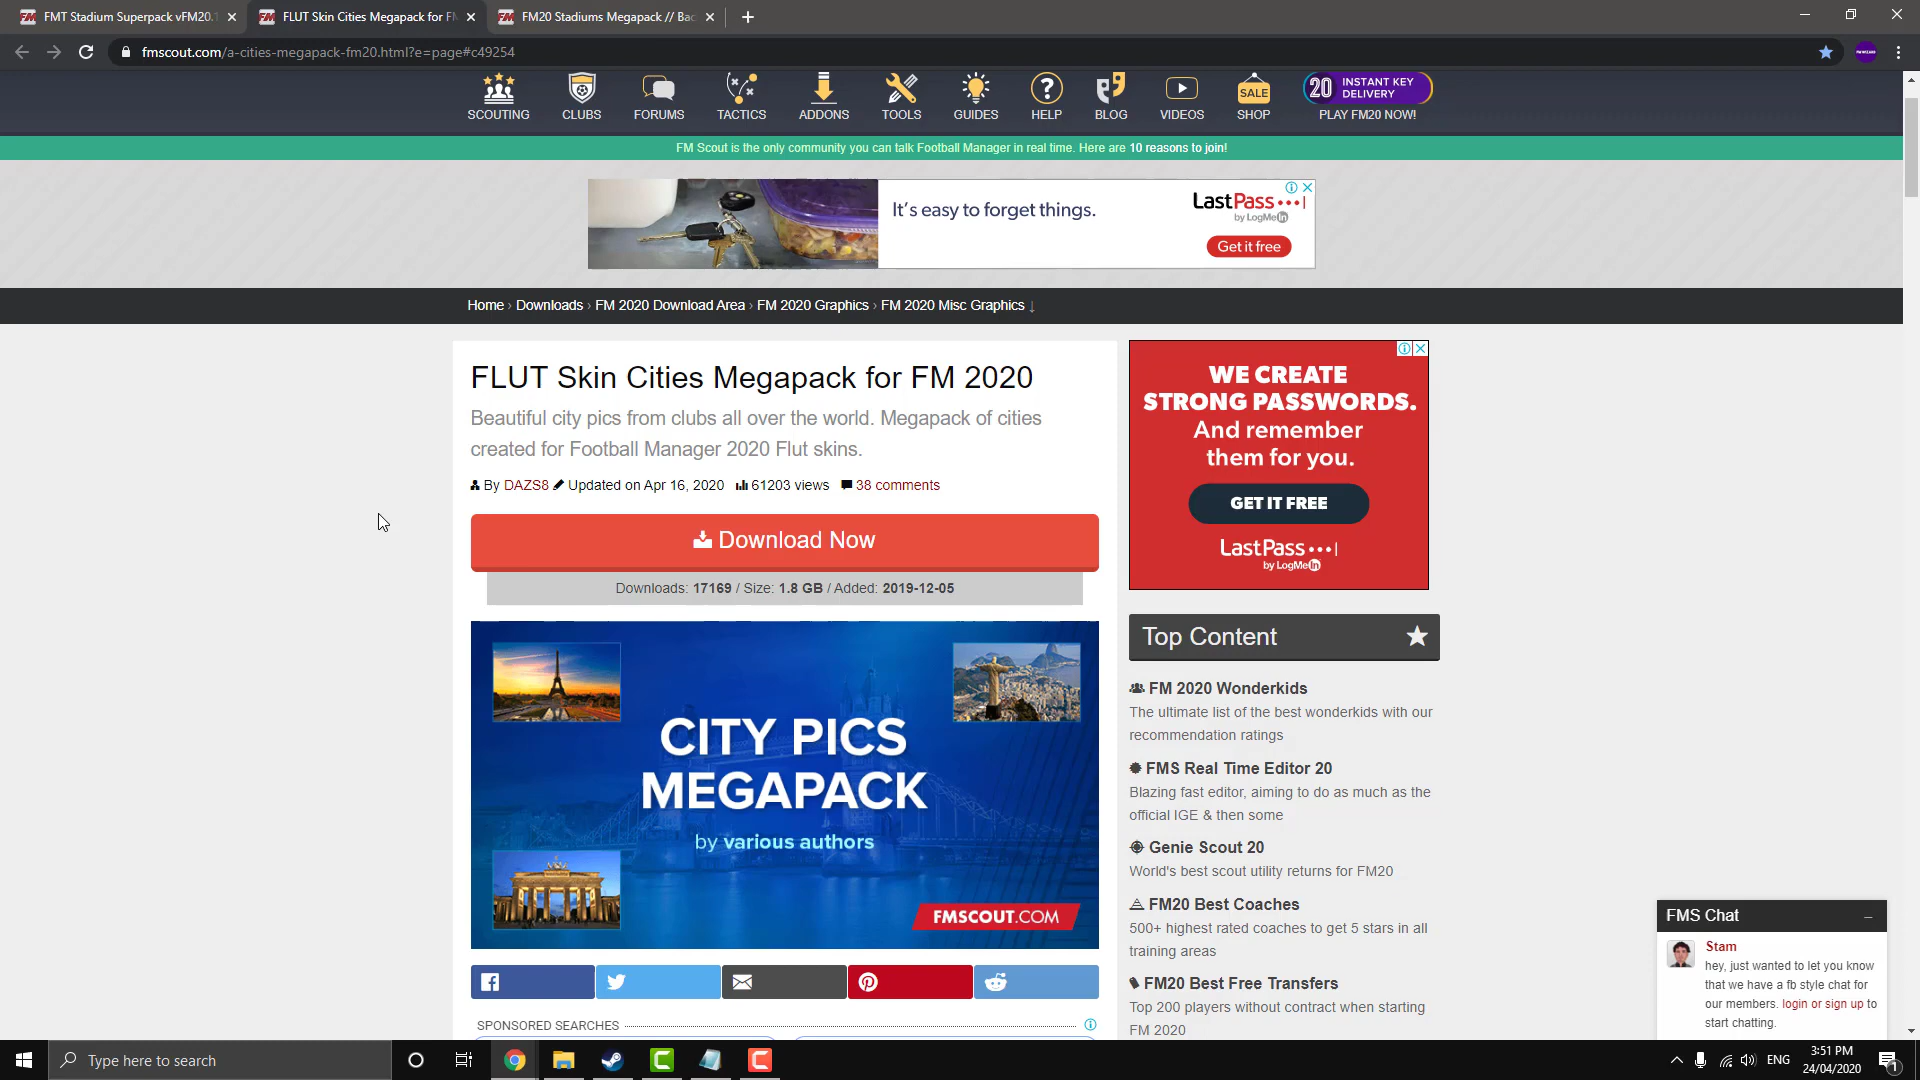 FMT Stadium Superpack vFM20.1
FLUT Skin Cities Megapack for FM
FM20 Stadiums Megapack // Bac
fmscout.com/a-cities-megapack-fm20.html?e=page#c49254
SCOUTING
CLUBS
FORUMS
TACTICS
ADDONS
TOOLS
GUIDES
HELP
BLOG
VIDEOS
SALE
SHOP
20 INSTANT KEY
DELIVERY
PLAY FM20 NOW!
FM Scout is the only community you can talk Football Manager in real time. Here are 10 reasons to join!
It's easy to forget things.
LastPass
by LogMeIn
Get it free
Home › Downloads › FM 2020 Download Area › FM 2020 Graphics › FM 2020 Misc Graphics ↓
FLUT Skin Cities Megapack for FM 2020
Beautiful city pics from clubs all over the world. Megapack of cities
created for Football Manager 2020 Flut skins.
By DAZS8 Updated on Apr 16, 2020 61203 views 38 comments
Download Now
Downloads: 17169 / Size: 1.8 GB / Added: 2019-12-05
CITY PICS
MEGAPACK
by various authors
FMSCOUT.COM
SPONSORED SEARCHES
WE CREATE
STRONG PASSWORDS.
And remember
them for you.
GET IT FREE
LastPass
by LogMeIn
Top Content
FM 2020 Wonderkids
The ultimate list of the best wonderkids with our
recommendation ratings
FMS Real Time Editor 20
Blazing fast editor, aiming to do as much as the
official IGE & then some
Genie Scout 20
World's best scout utility returns for FM20
FM20 Best Coaches
500+ highest rated coaches to get 5 stars in all
training areas
FM20 Best Free Transfers
Top 200 players without contract when starting
FM 2020
FMS Chat
Stam
hey, just wanted to let you know
that we have a fb style chat for
our members. login or sign up to
start chatting.
Type here to search
ENG
3:51 PM
24/04/2020
1